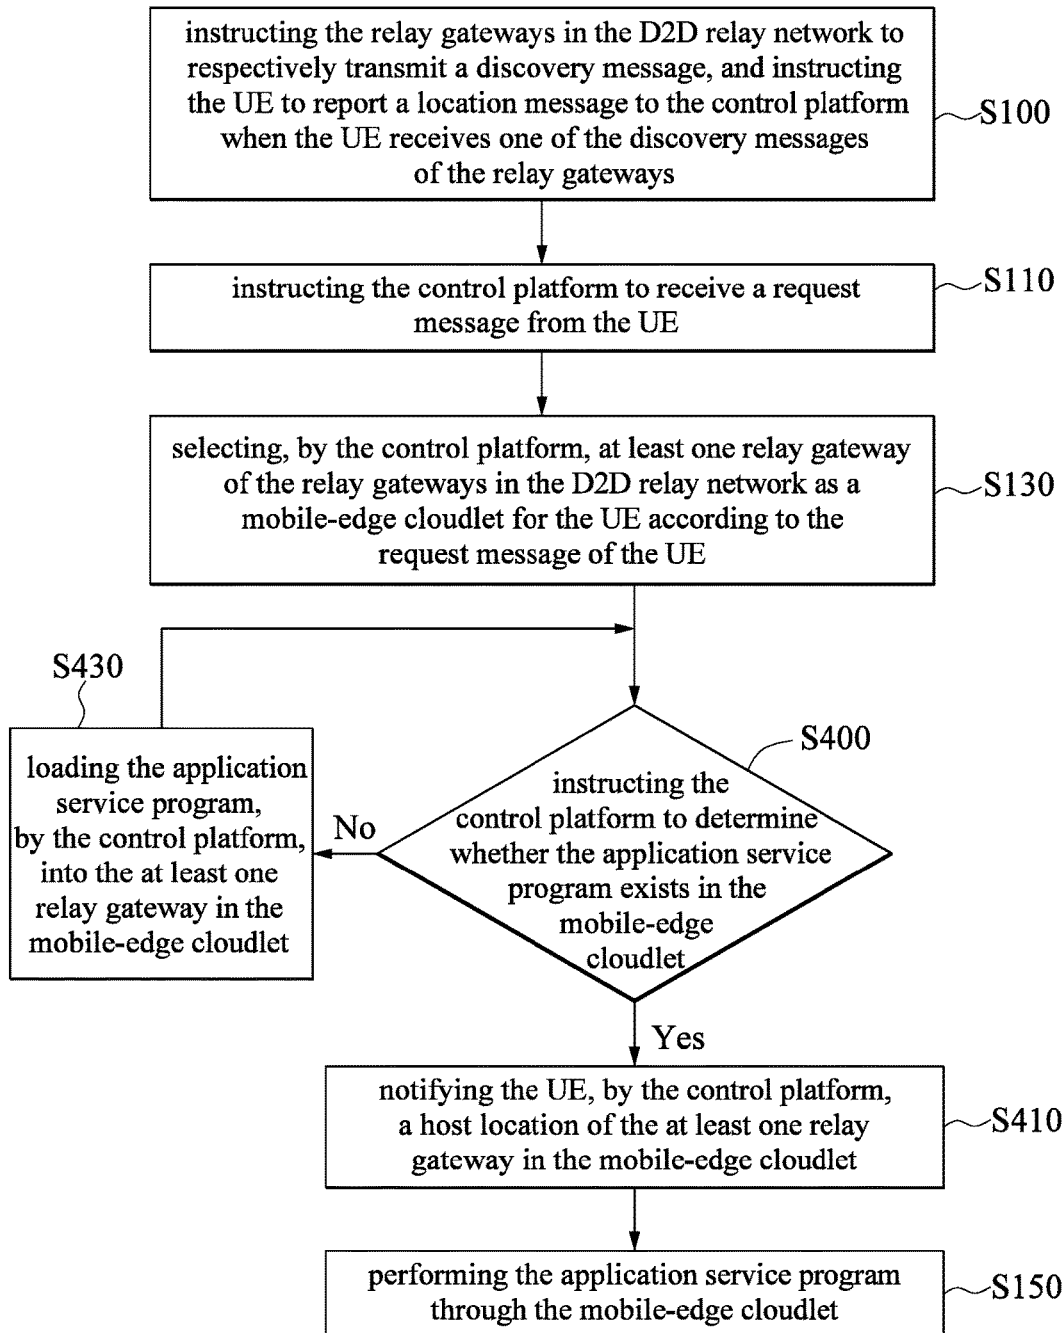 instructing the relay gateways in the D2D relay network to
respectively transmit a discovery message, and instructing
the UE to report a location message to the control platform
when the UE receives one of the discovery messages
of the relay gateways
S100
instructing the control platform to receive a request
message from the UE
S110
selecting, by the control platform, at least one relay gateway
of the relay gateways in the D2D relay network as a
mobile-edge cloudlet for the UE according to the
request message of the UE
S130
S430
loading the application
service program,
by the control platform,
into the at least one
relay gateway in the
mobile-edge cloudlet
No
S400
instructing the
control platform to determine
whether the application service
program exists in the
mobile-edge
cloudlet
Yes
notifying the UE, by the control platform,
a host location of the at least one relay
gateway in the mobile-edge cloudlet
S410
performing the application service program
through the mobile-edge cloudlet
S150